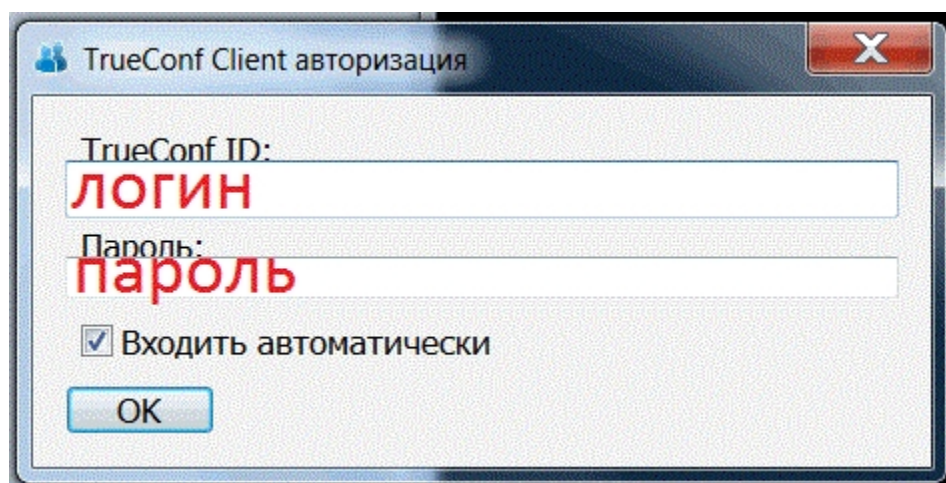 TrueConf Client авторизация
TrueConf ID:
логин
Пароль:
пароль
Входить автоматически
OK